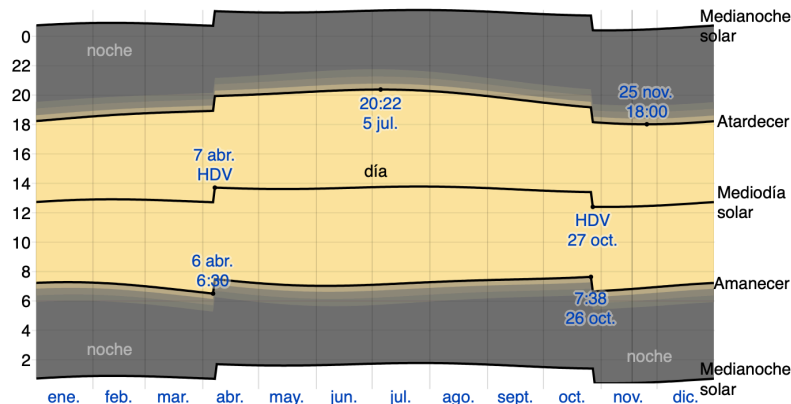 Medianoche
solar
0
noche
22
20
20:22
5 jul.
25 nov.
18:00
18
Atardecer
16
7 abr.
HDV
día
14
Mediodía
solar
12
HDV
27 oct.
10
6 abr.
6:30
8
Amanecer
7:38
26 oct.
6
4
noche
noche
2
Medianoche
solar
ene.
feb.
mar.
abr.
may.
jun.
jul.
ago.
sept.
oct.
nov.
dic.